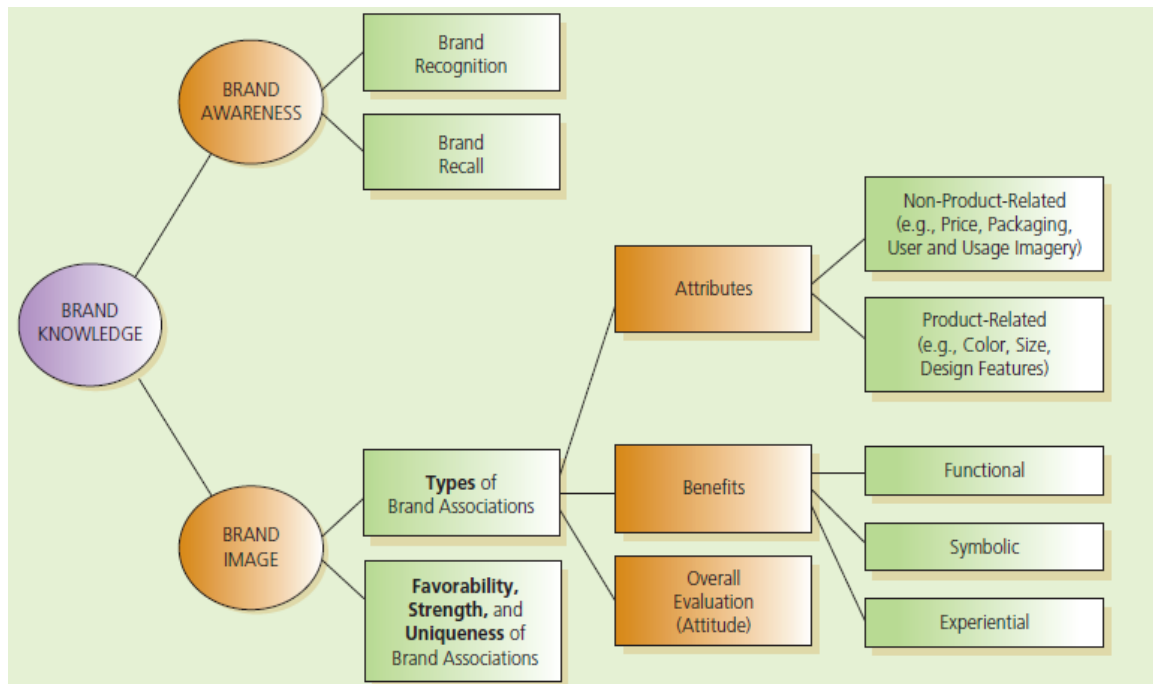 BRAND
AWARENESS
Brand
Recognition
Brand
Recall
BRAND
KNOWLEDGE
BRAND
IMAGE
Types of
Brand Associations
Favorability,
Strength, and
Uniqueness of
Brand Associations
Attributes
Non-Product-Related
(e.g., Price, Packaging,
User and Usage Imagery)
Product-Related
(e.g., Color, Size,
Design Features)
Benefits
Functional
Symbolic
Experiential
Overall
Evaluation
(Attitude)